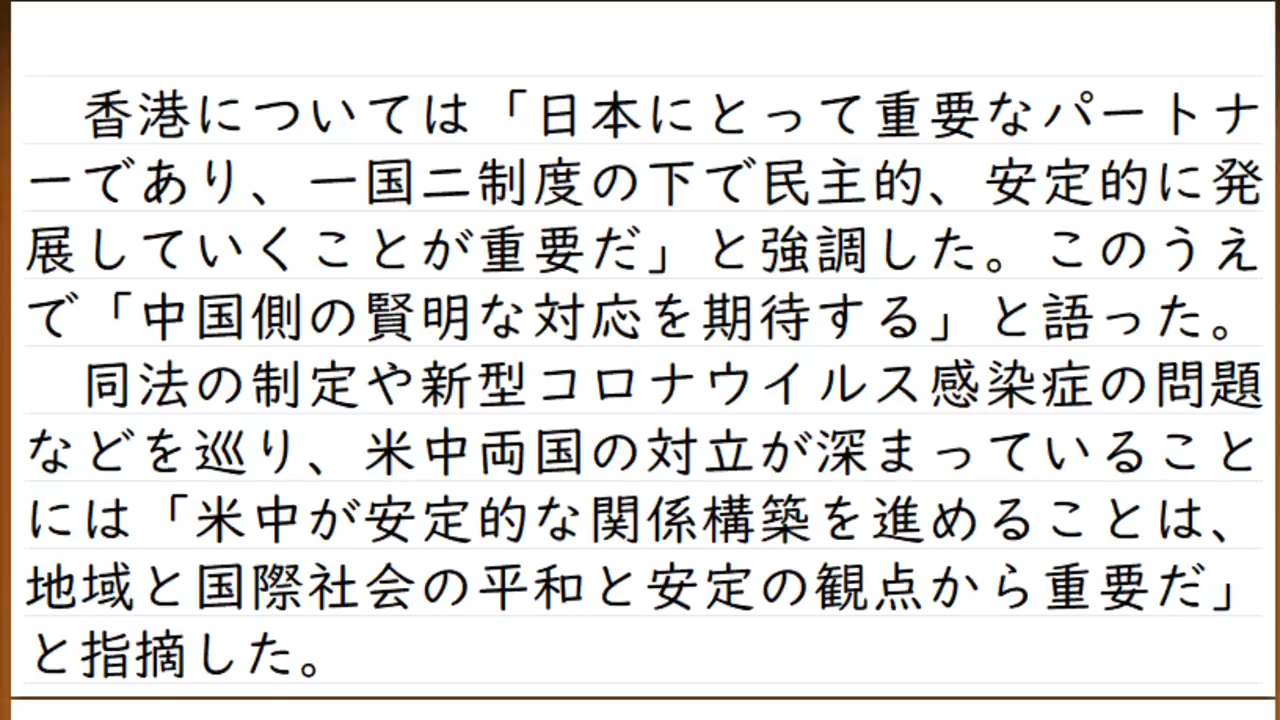 香港については「日本にとって重要なパートナ
ーであり、一国二制度の下で民主的、安定的に発
展していくことが重要だ」と強調した。このうえ
で「中国側の賢明な対応を期待する」と語った。
同法の制定や新型コロナウイルス感染症の問題
などを巡り、米中両国の対立が深まっていること
には「米中が安定的な関係構築を進めることは、
地域と国際社会の平和と安定の観点から重要だ」
と指摘した。